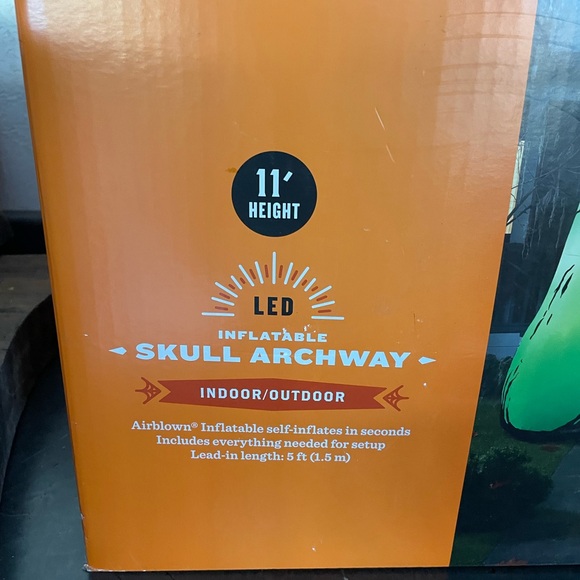 11′
HEIGHT
LED
INFLATABLE
SKULL ARCHWAY
INDOOR/OUTDOOR
Airblown® Inflatable self-inflates in seconds
Includes everything needed for setup
Lead-in length: 5 ft (1.5 m)